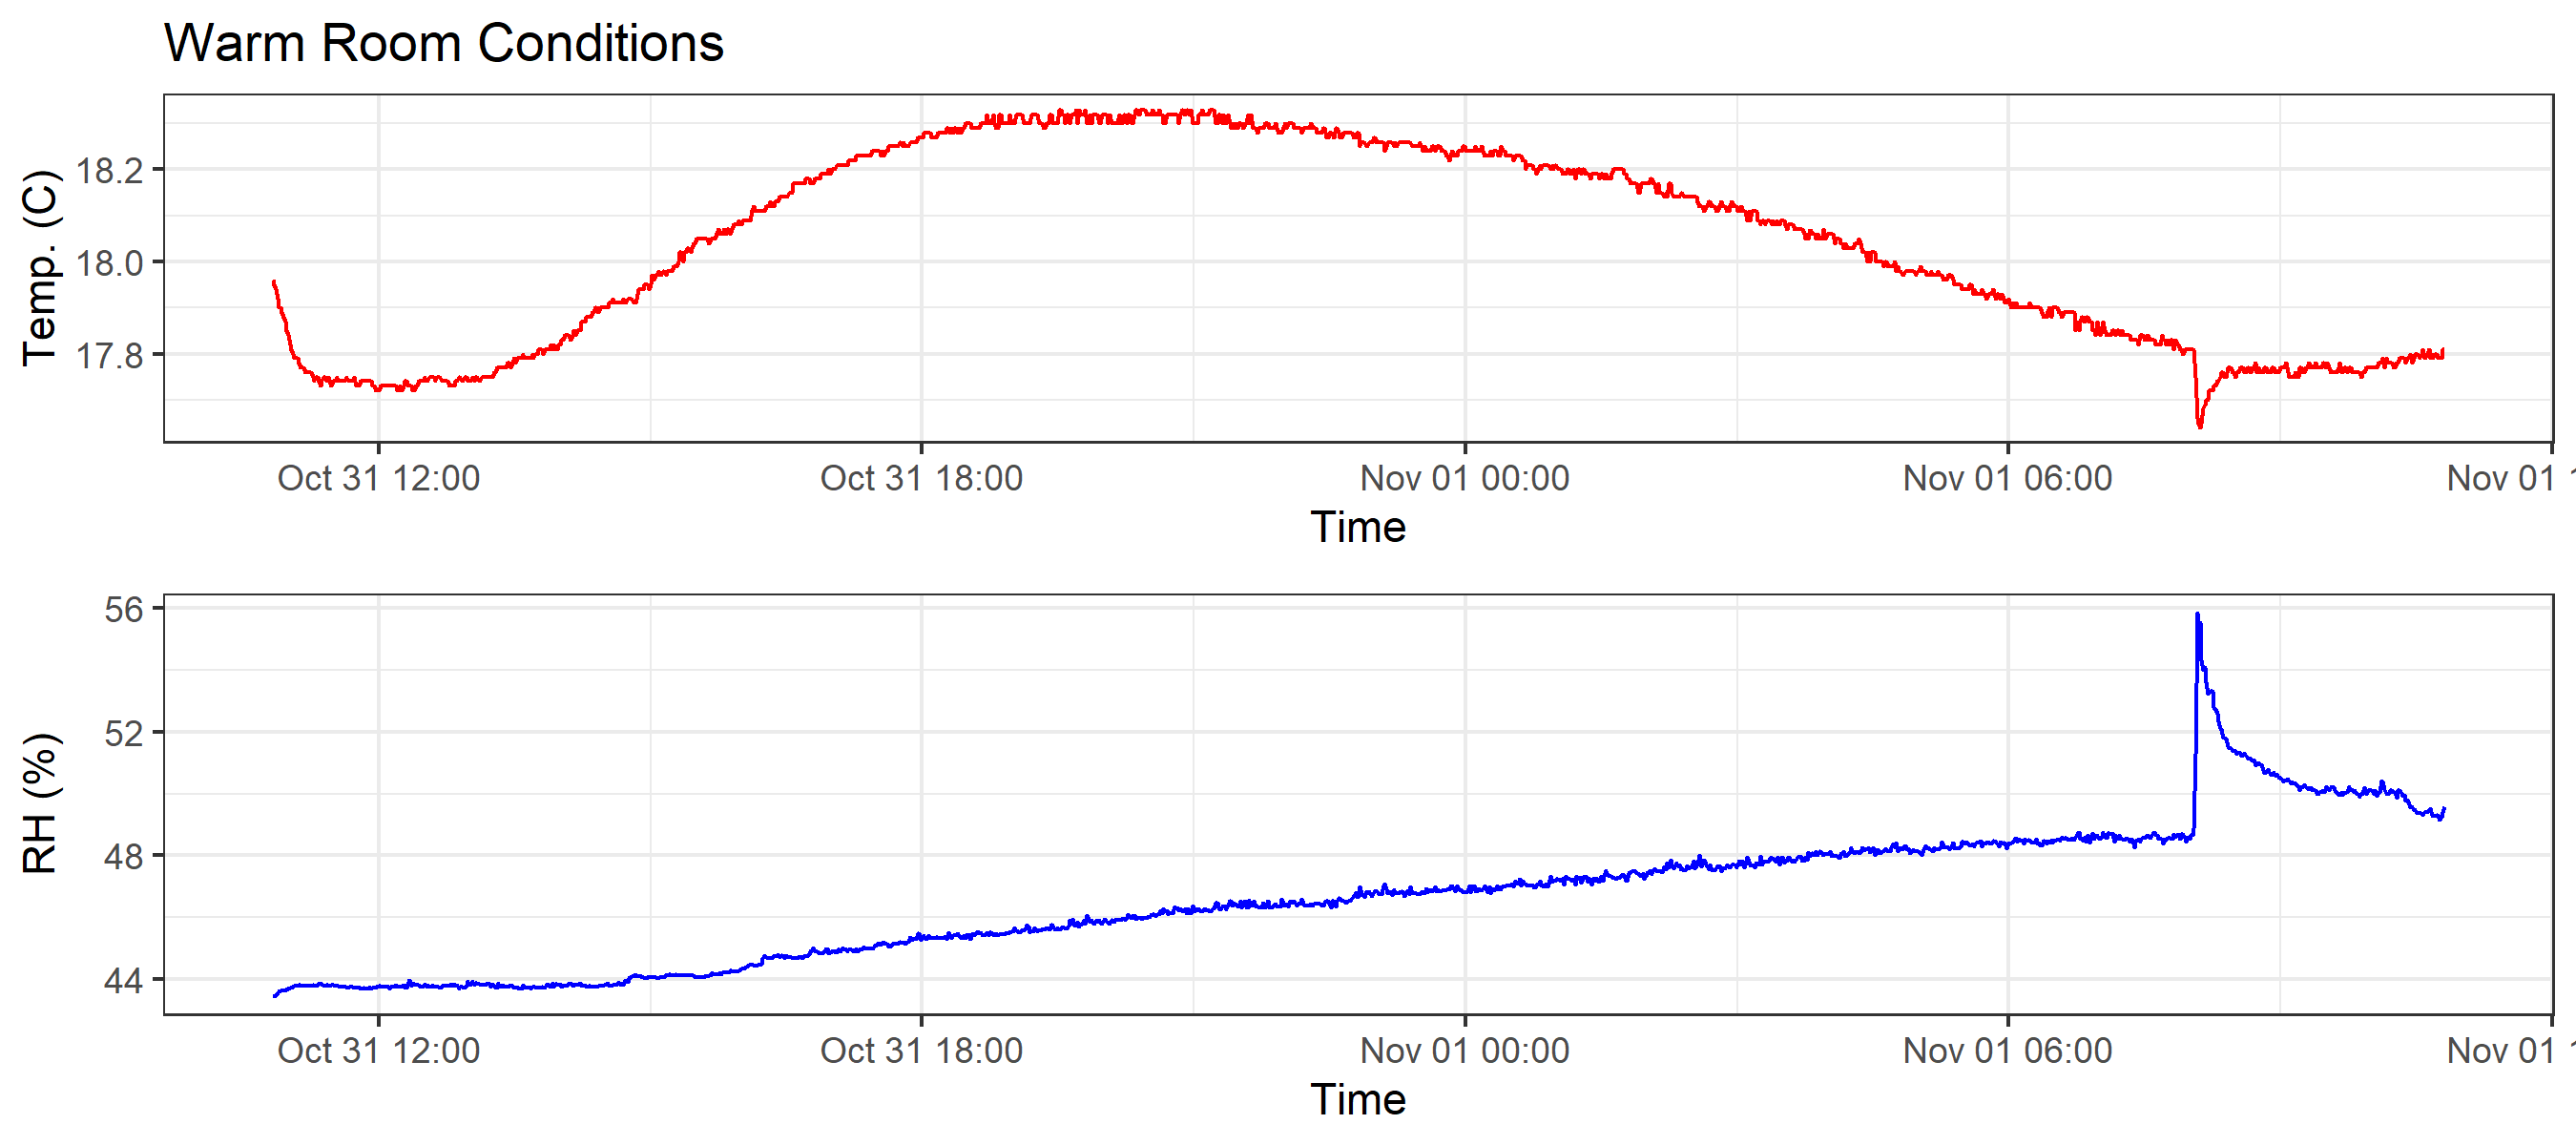 Warm Room Conditions
Temp. (C)
18.2
18.0
17.8
Oct 31 12:00 Oct 31 18:00 Nov 01 00:00 Nov 01 06:00 Nov 01 1
Time
RH (%)
56
52
48
44
Oct 31 12:00 Oct 31 18:00 Nov 01 00:00 Nov 01 06:00 Nov 01 1
Time